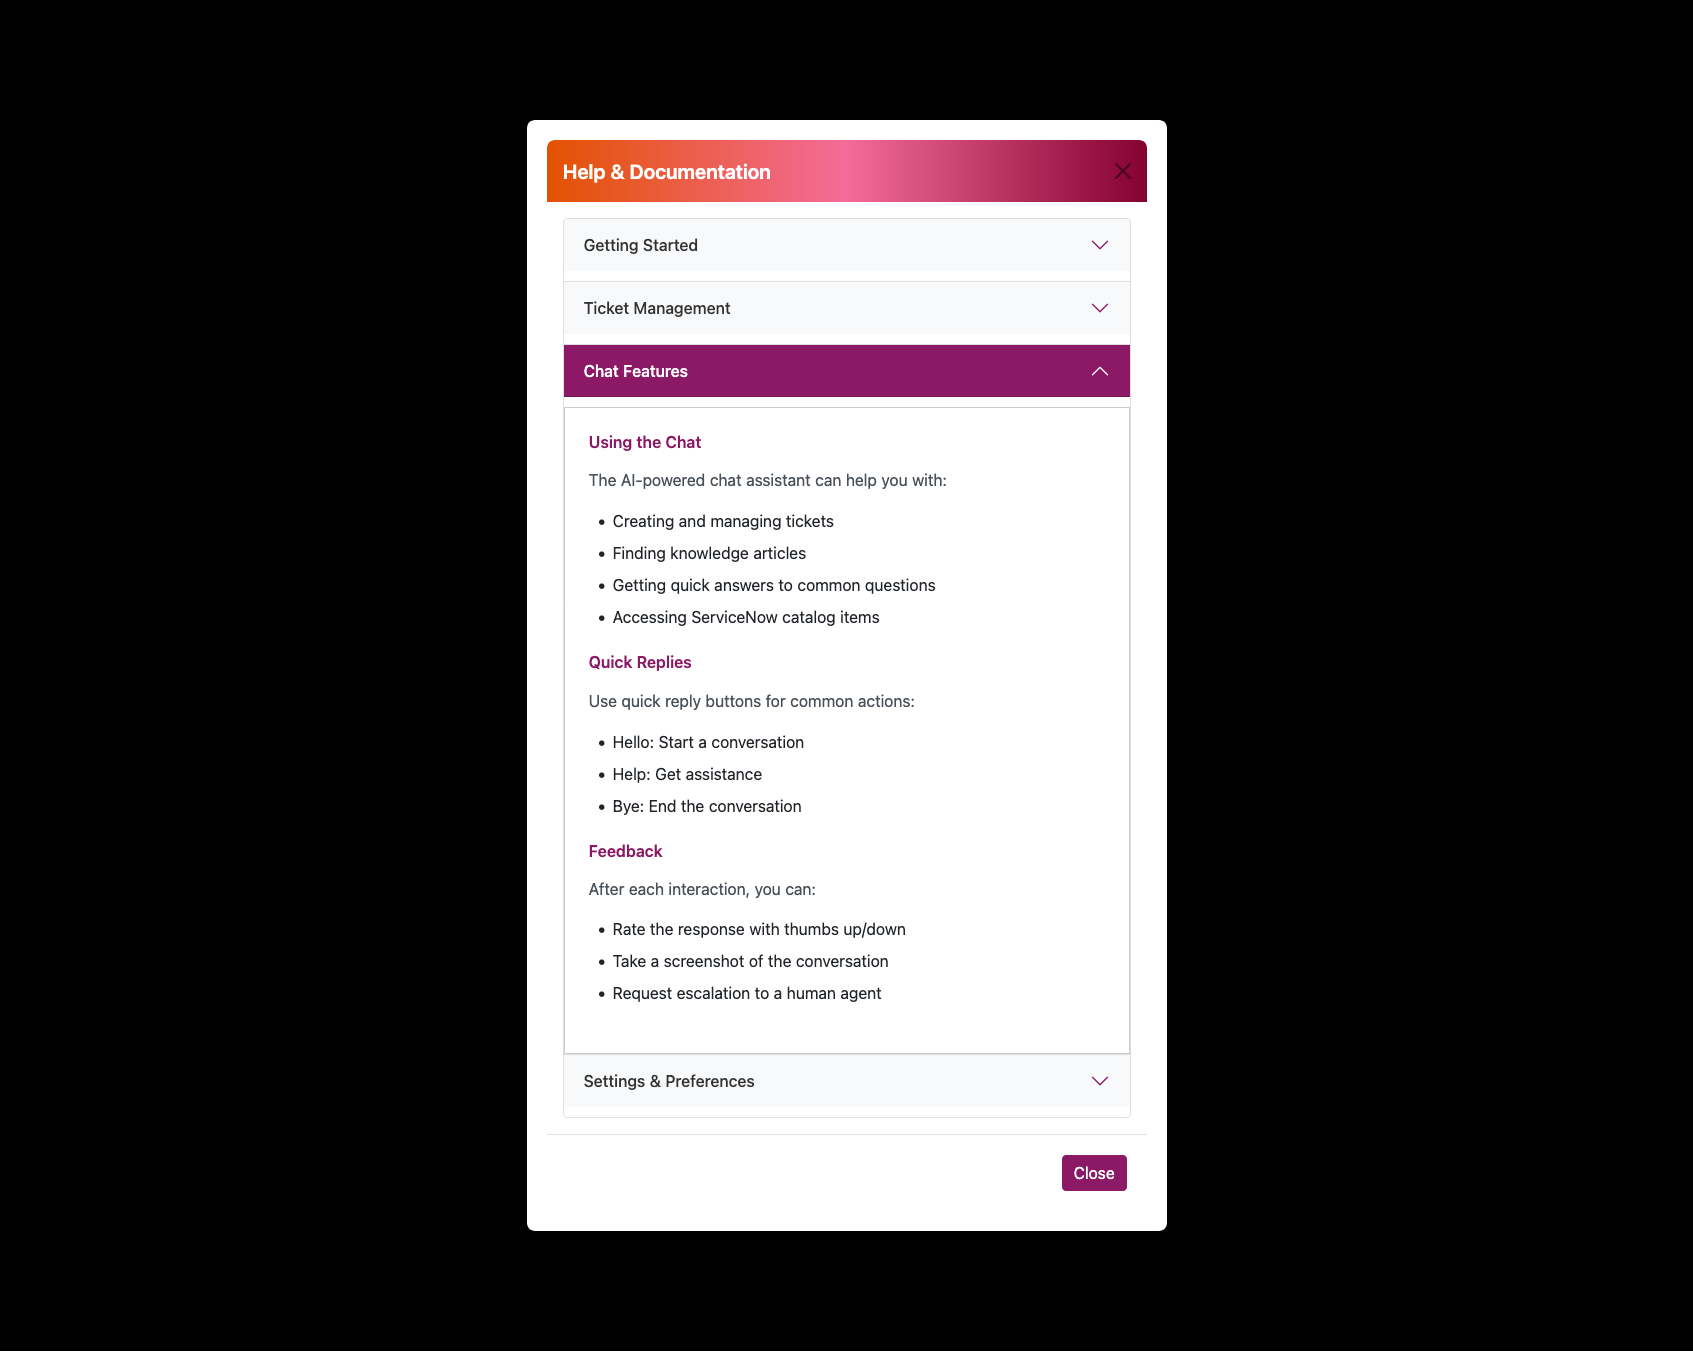 Help & Documentation
Getting Started
Ticket Management
Chat Features
Using the Chat
The AI-powered chat assistant can help you with:
• Creating and managing tickets
• Finding knowledge articles
• Getting quick answers to common questions
• Accessing ServiceNow catalog items
Quick Replies
Use quick reply buttons for common actions:
• Hello: Start a conversation
• Help: Get assistance
• Bye: End the conversation
Feedback
After each interaction, you can:
• Rate the response with thumbs up/down
• Take a screenshot of the conversation
• Request escalation to a human agent
Settings & Preferences
Close